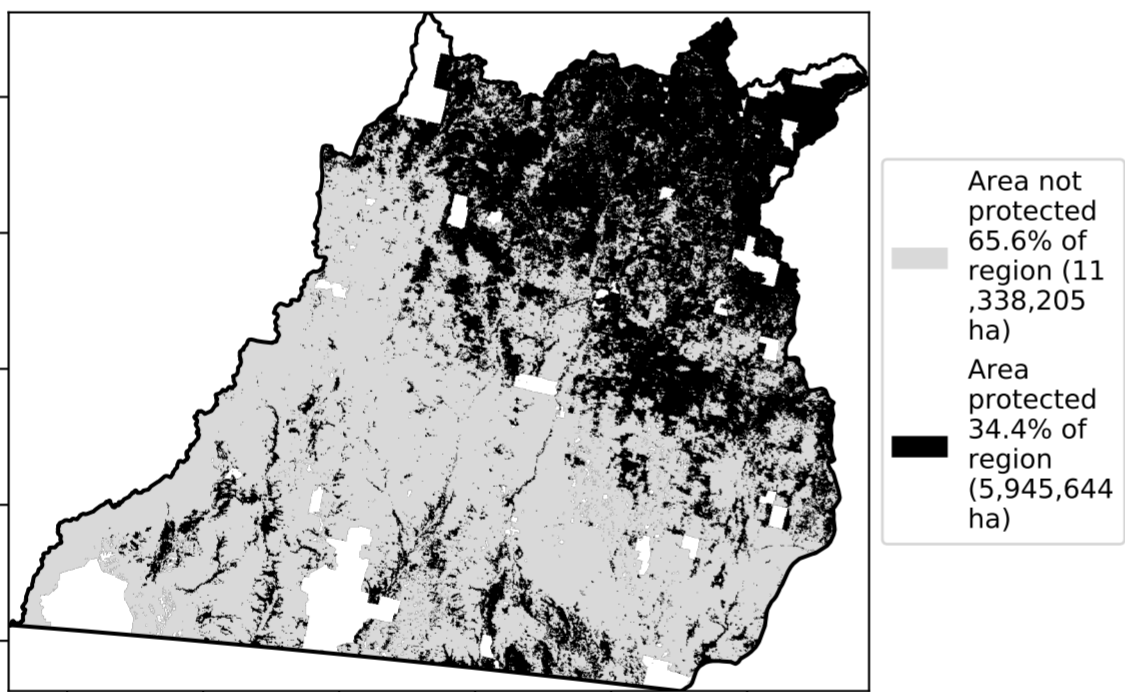 Area not
protected
65.6% of
region (11
,338,205
ha)
Area
protected
34.4% of
region
(5,945,644
ha)